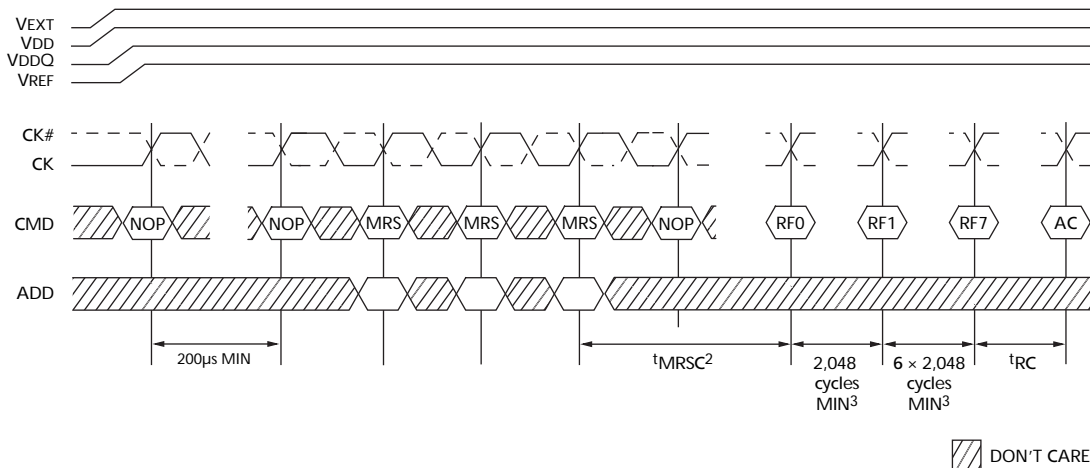 VEXT
VDD
VDDQ
VREF
CK#
CK
CMD NOP NOP MRS MRS MRS NOP RF0 RF1 RF7 AC
ADD
200µs MIN
tMRSC2
2,048
cycles
MIN3
6 × 2,048
cycles
MIN3
tRC
DON'T CARE